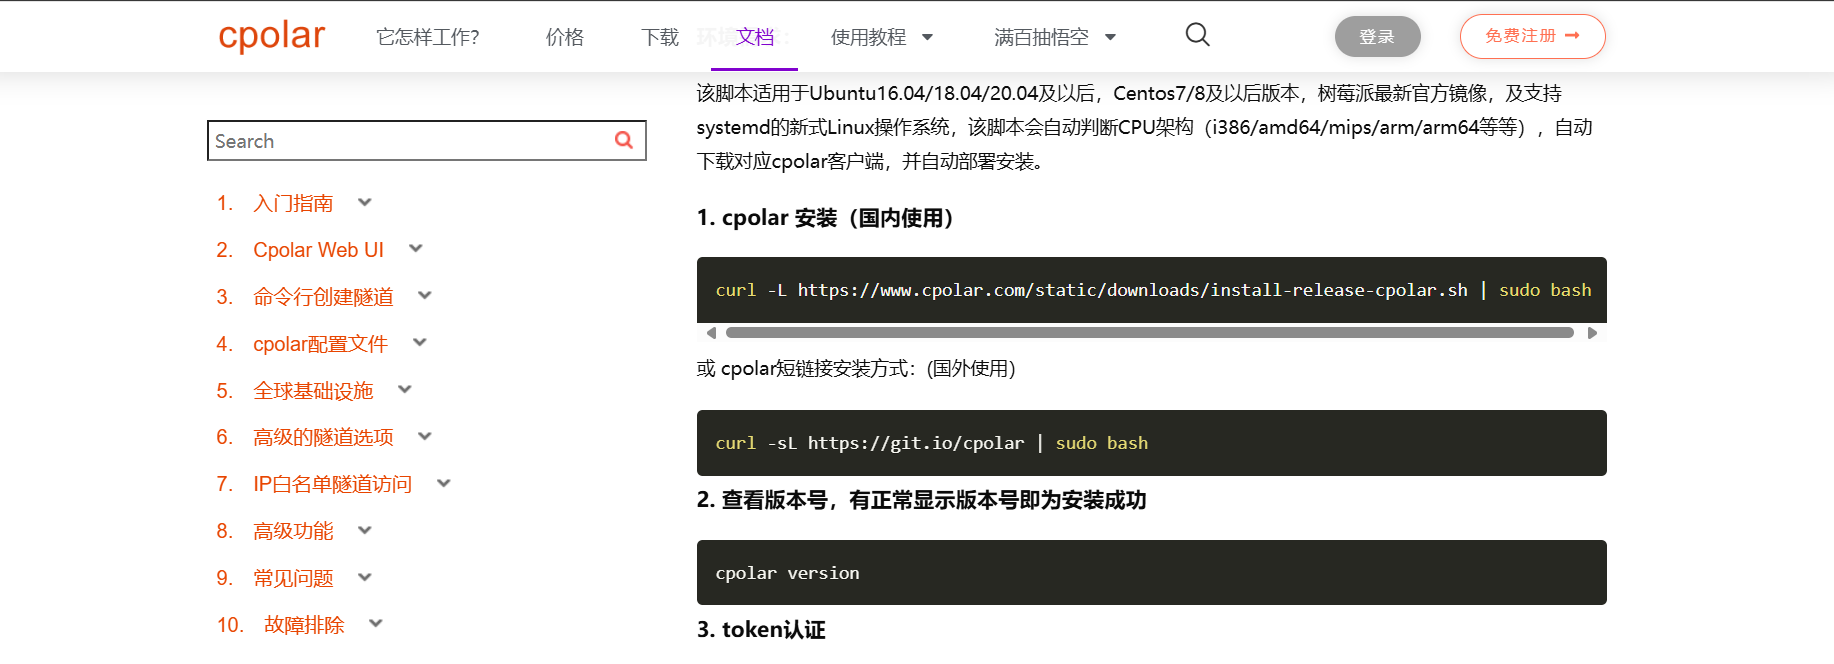 cpolar
它怎样工作?
价格
下载
文档
使用教程
满百抽悟空
登录
免费注册 →
Search
1. 入门指南
2. Cpolar Web UI
3. 命令行创建隧道
4. cpolar配置文件
5. 全球基础设施
6. 高级的隧道选项
7. IP白名单隧道访问
8. 高级功能
9. 常见问题
10. 故障排除
该脚本适用于Ubuntu16.04/18.04/20.04及以后，Centos7/8及以后版本，树莓派最新官方镜像，及支持
systemd的新式Linux操作系统，该脚本会自动判断CPU架构（i386/amd64/mips/arm/arm64等等），自动
下载对应cpolar客户端，并自动部署安装。
1. cpolar 安装（国内使用）
curl -L https://www.cpolar.com/static/downloads/install-release-cpolar.sh | sudo bash
或 cpolar短链接安装方式：(国外使用)
curl -sL https://git.io/cpolar | sudo bash
2. 查看版本号，有正常显示版本号即为安装成功
cpolar version
3. token认证